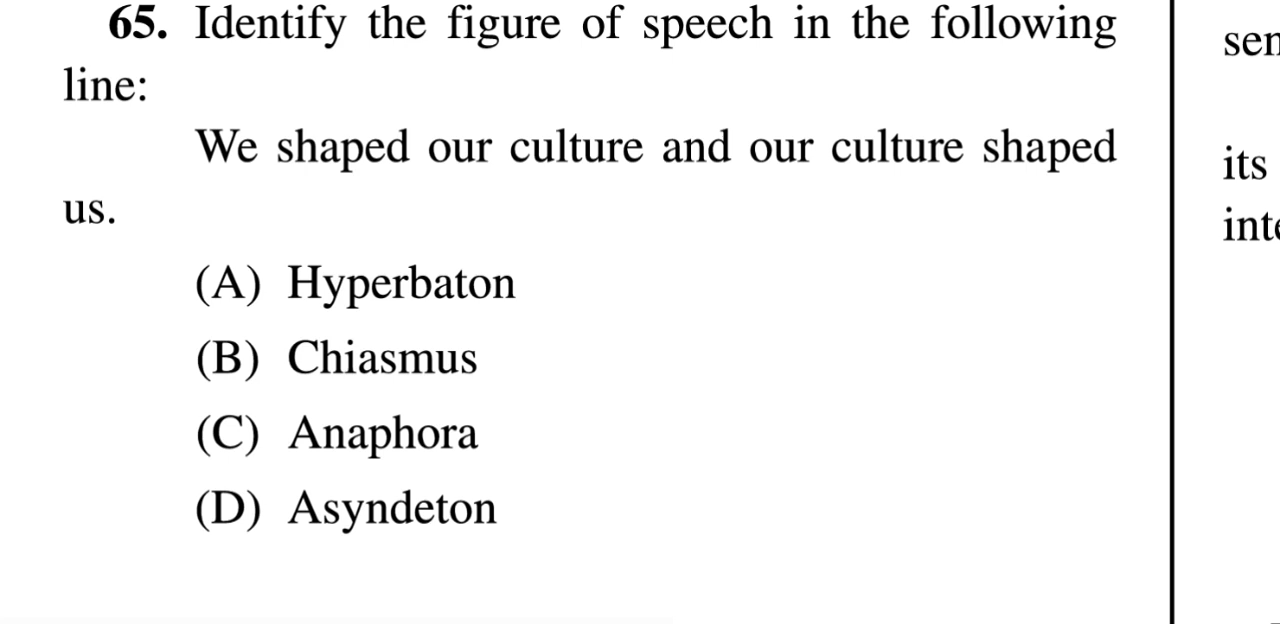 65. Identify the figure of speech in the following
line:
We shaped our culture and our culture shaped
us.
(A) Hyperbaton
(B) Chiasmus
(C) Anaphora
(D) Asyndeton
its